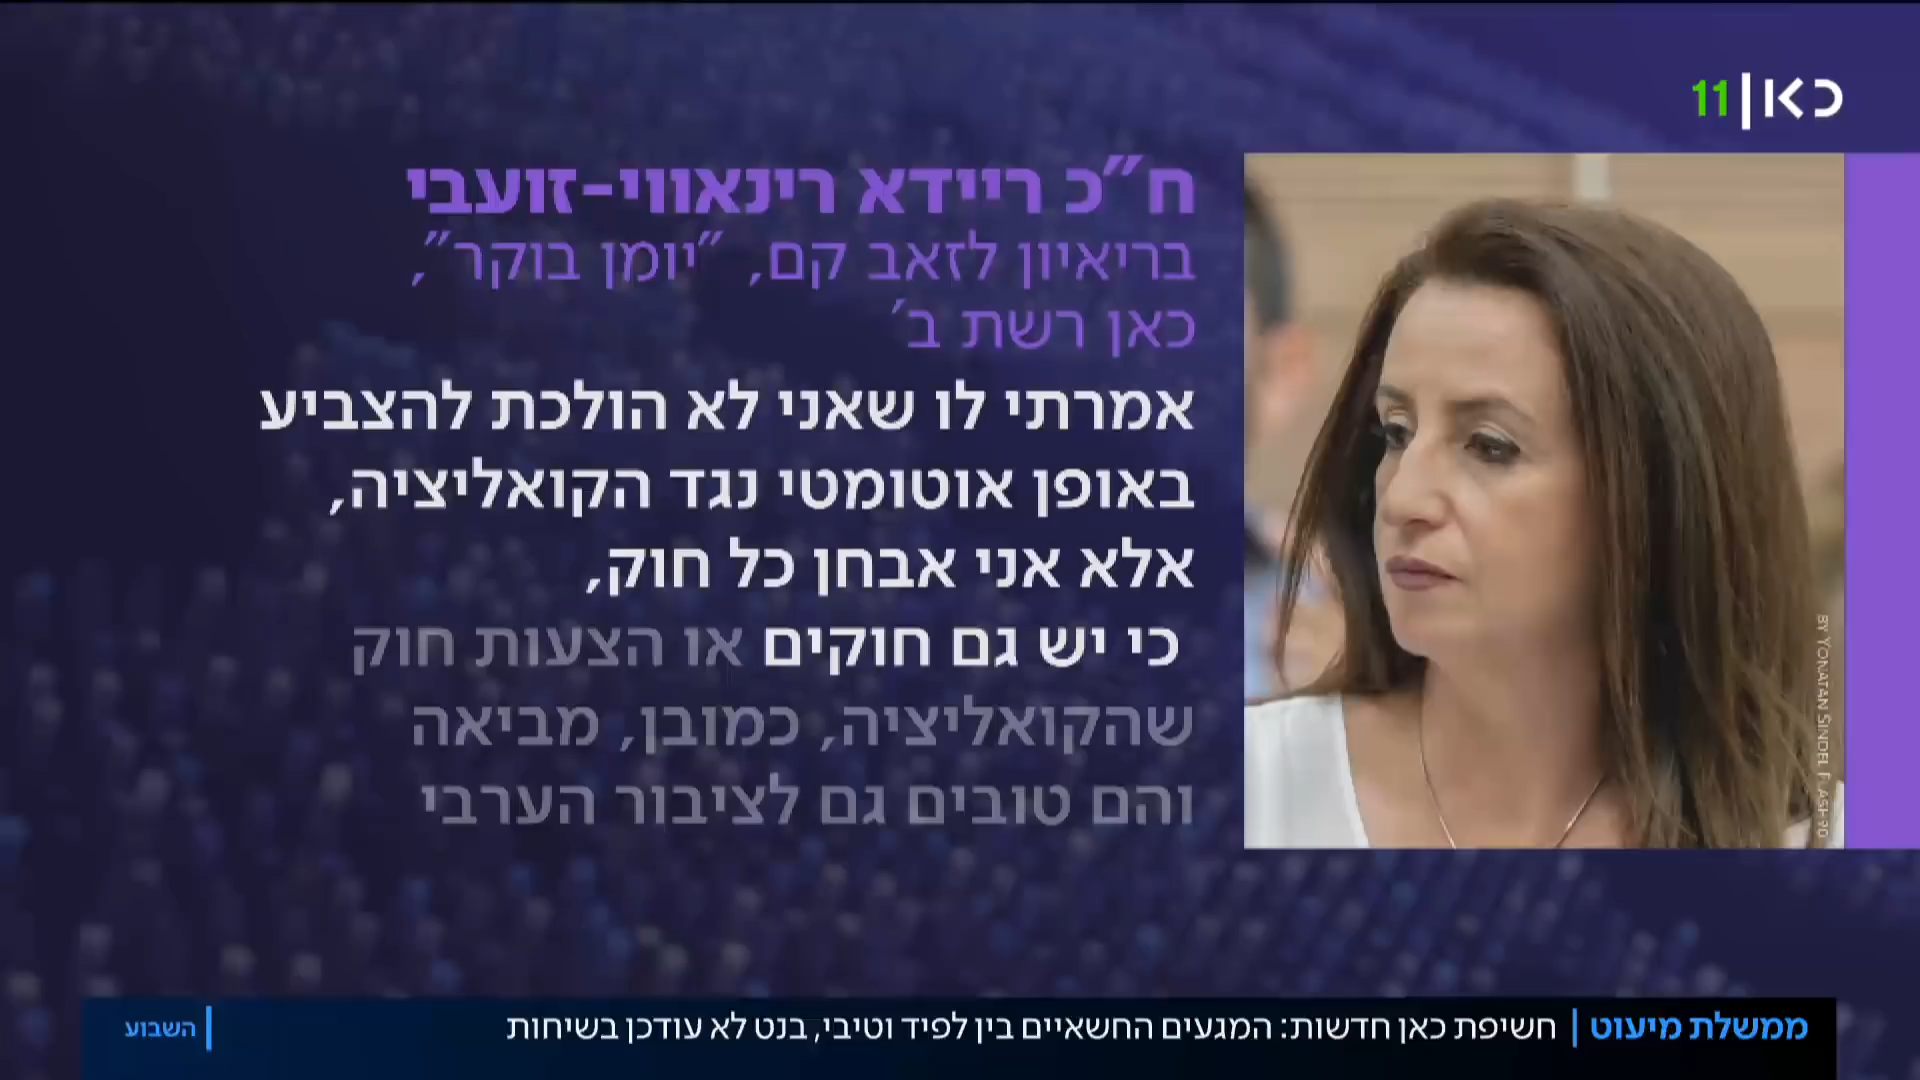 כאן 11
ח"כ ריידא רינאווי-זועבי
בריאיון לזאב קם, "יומן בוקר",
כאן רשת ב'
אמרתי לו שאני לא הולכת להצביע
באופן אוטומטי נגד הקואליציה,
אלא אני אבחן כל חוק,
כי יש גם חוקים או הצעות חוק
שהקואליציה, כמובן, מביאה
והם טובים גם לציבור הערבי
BY YONATAN SINDEL FLASH90
ממשלת מיעוט | חשיפת כאן חדשות: המגעים החשאיים בין לפיד וטיבי, בנט לא עודכן בשיחות | השבוע